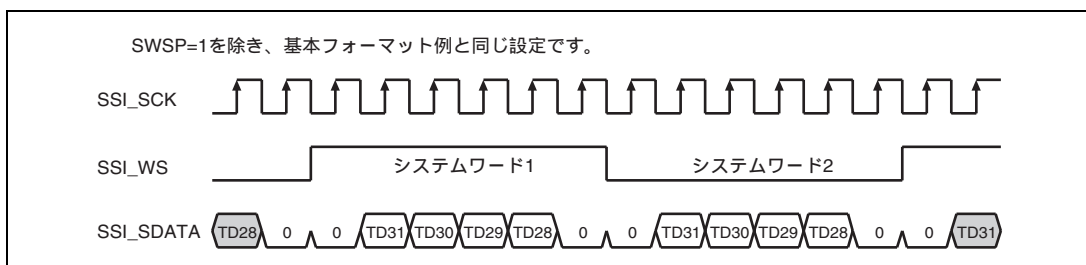 SWSP=1を除き、基本フォーマット例と同じ設定です。
SSI_SCK
SSI_WS システムワード1 システムワード2
SSI_SDATA TD28 0 0 TD31 TD30 TD29 TD28 0 0 TD31 TD30 TD29 TD28 0 0 TD31